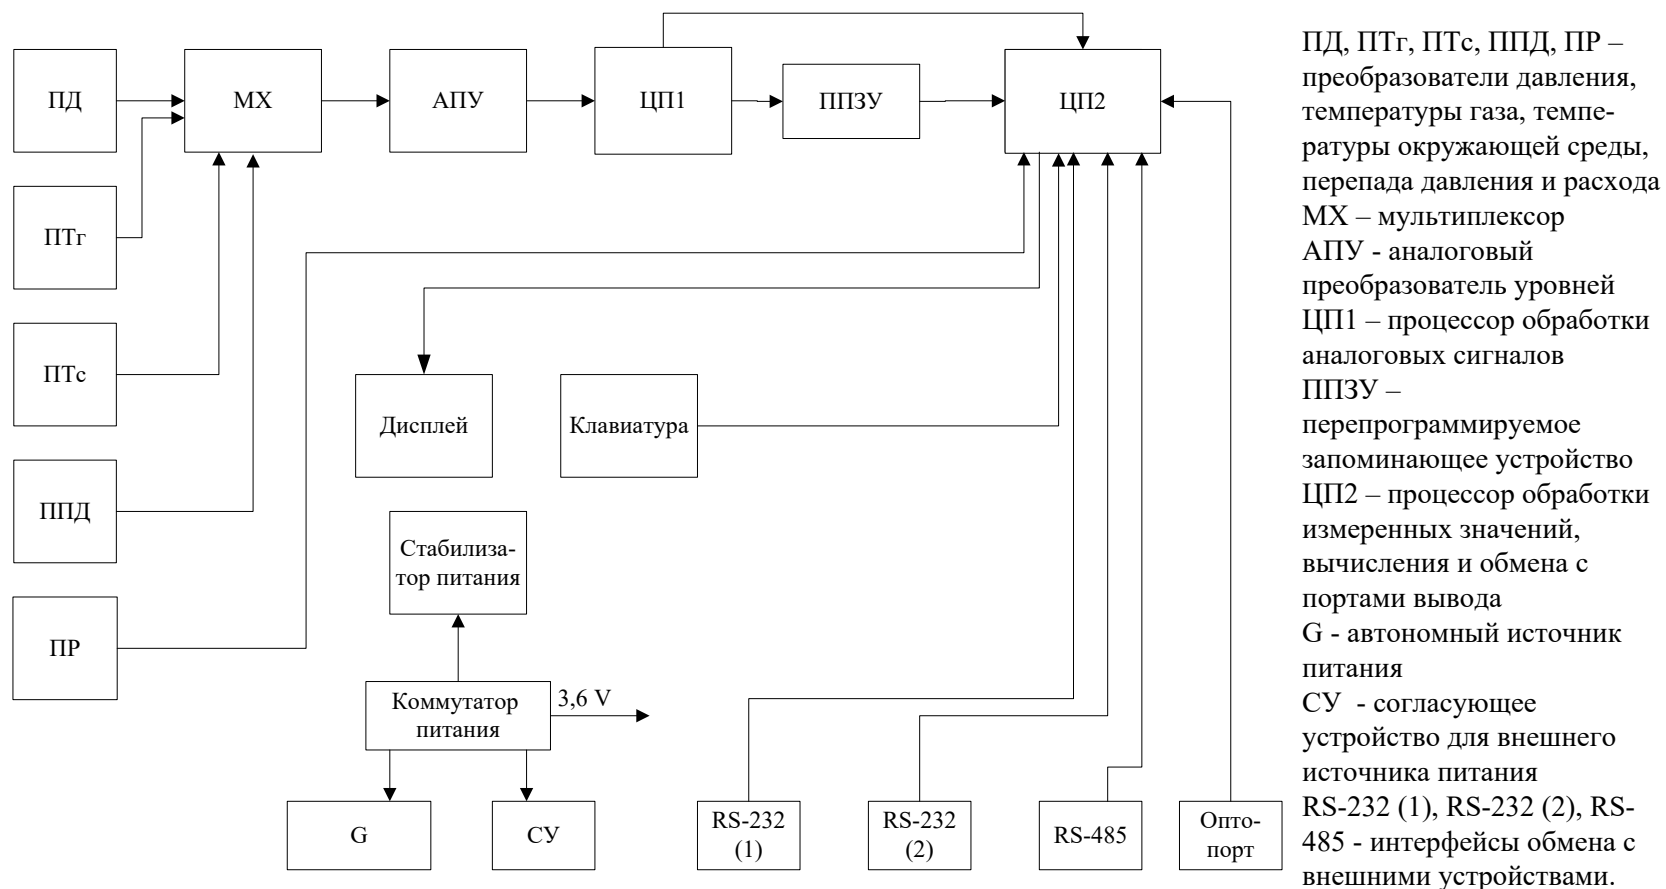 ПД
МХ
АПУ
ЦП1
ППЗУ
ЦП2
ПТг
ПТс
ППД
ПР
Дисплей
Клавиатура
Стабилиза-
тор питания
Коммутатор
питания
3,6 V
G
СУ
RS-232
(1)
RS-232
(2)
RS-485
Опто-
порт
ПД, ПТг, ПТс, ППД, ПР –
преобразователи давления,
температуры газа, темпе-
ратуры окружающей среды,
перепада давления и расхода
МХ – мультиплексор
АПУ - аналоговый
преобразователь уровней
ЦП1 – процессор обработки
аналоговых сигналов
ППЗУ –
перепрограммируемое
запоминающее устройство
ЦП2 – процессор обработки
измеренных значений,
вычисления и обмена с
портами вывода
G - автономный источник
питания
СУ - согласующее
устройство для внешнего
источника питания
RS-232 (1), RS-232 (2), RS-
485 - интерфейсы обмена с
внешними устройствами.